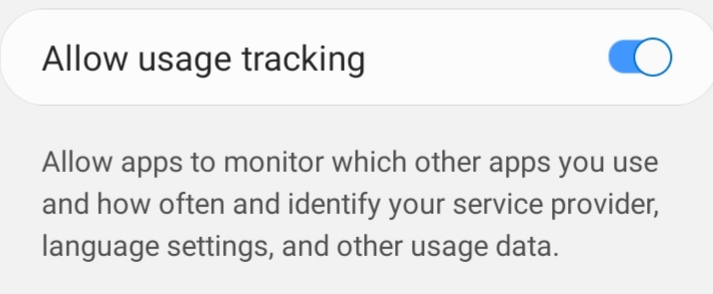 Allow usage tracking
Allow apps to monitor which other apps you use
and how often and identify your service provider,
language settings, and other usage data.